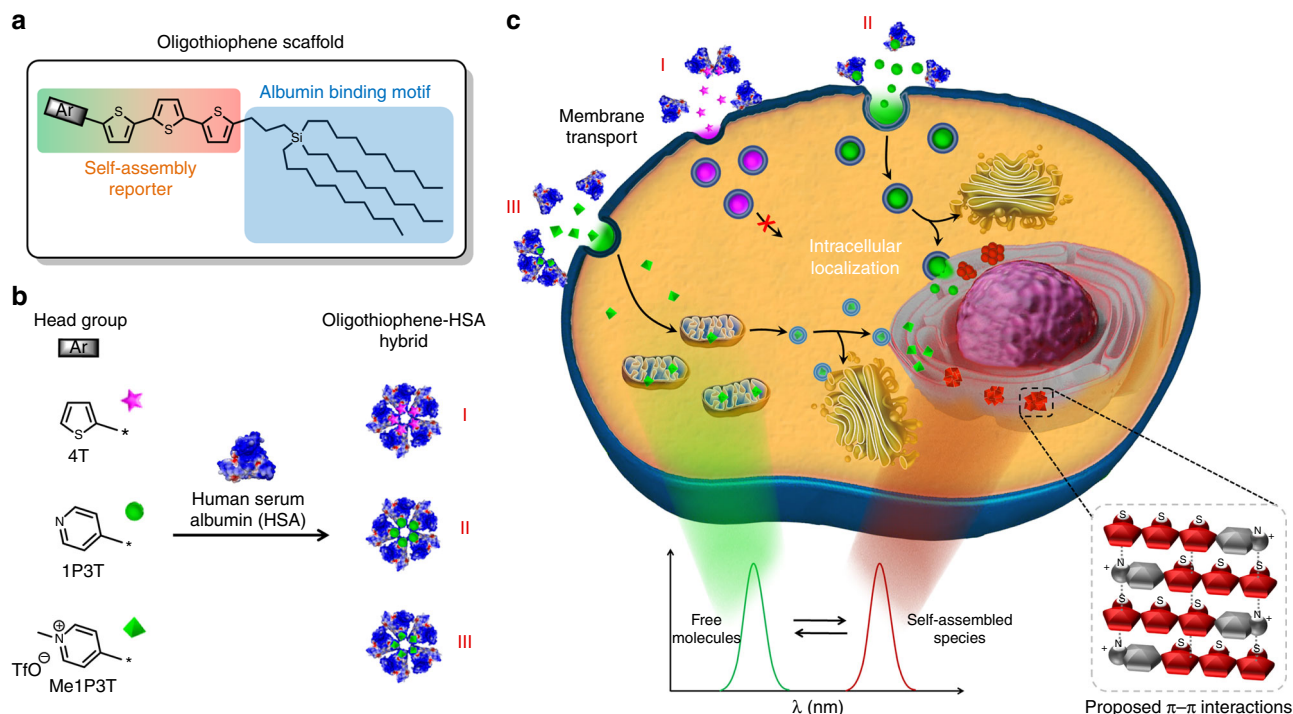 a
Oligothiophene scaffold
Ar
S
S
S
Si
Albumin binding motif
Self-assembly
reporter
b
Head group
Ar
Oligothiophene-HSA
hybrid
S
*
4T
I
Human serum
albumin (HSA)
N
*
1P3T
II
N
+
*
TfO
⊖
Me1P3T
III
c
I
II
III
Membrane
transport
Intracellular
localization
Free
molecules
Self-assembled
species
λ (nm)
S S S N +
+ N S S S
S S S N +
+ N S S S
Proposed π–π interactions